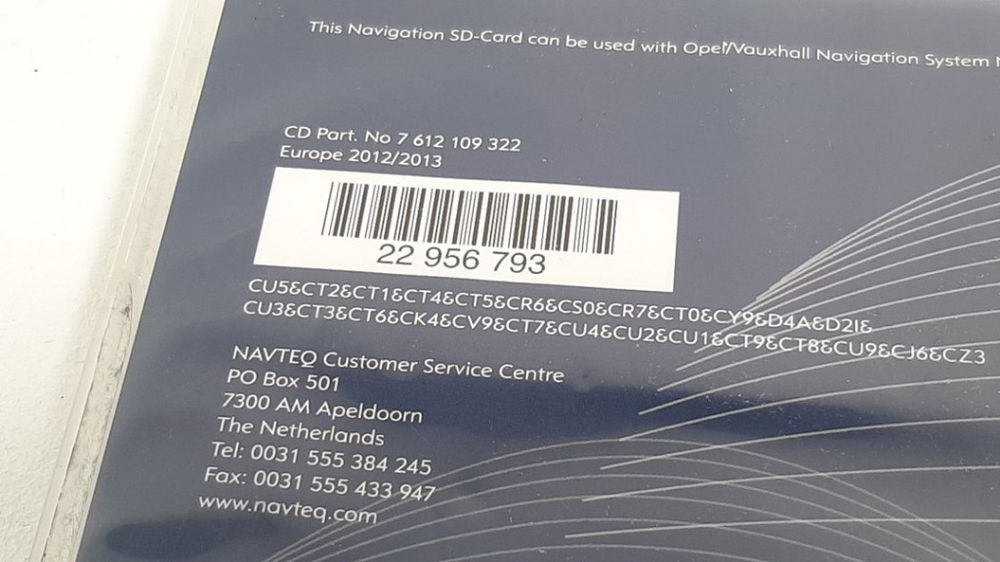 This Navigation SD-Card can be used with Opel/Vauxhall Navigation System
CD Part. No 7 612 109 322
Europe 2012/2013
22 956 793
CU5&CT2&CT1&CT4&CT5&CR6&CS0&CR7&CT0&CY9&D4A&D2I&
CU3&CT3&CT6&CK4&CV9&CT7&CU4&CU2&CU1&CT9&CT8&CU9&CJ6&CZ3
NAVTEQ Customer Service Centre
PO Box 501
7300 AM Apeldoorn
The Netherlands
Tel: 0031 555 384 245
Fax: 0031 555 433 947
www.navteq.com